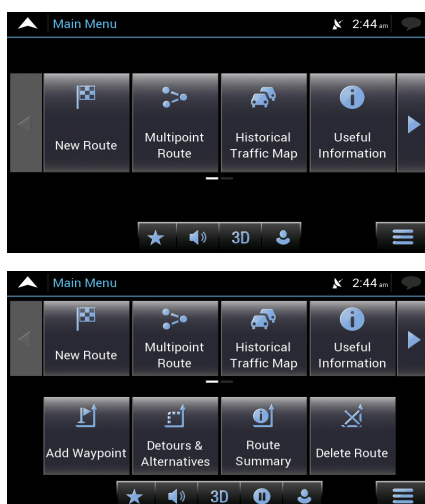 Main Menu 2:44 am
New Route
Multipoint
Route
Historical
Traffic Map
Useful
Information
3D
Main Menu 2:44 am
New Route
Multipoint
Route
Historical
Traffic Map
Useful
Information
Add Waypoint
Detours &
Alternatives
Route
Summary
Delete Route
3D